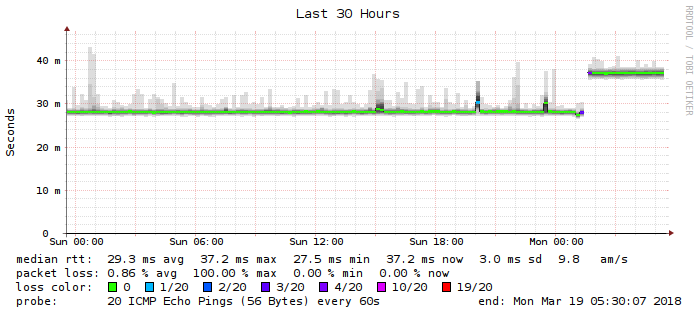 Last 30 Hours
RRDTOOL / TOBI OETIKER
Seconds
40 m
30 m
20 m
10 m
0
Sun 00:00 Sun 06:00 Sun 12:00 Sun 18:00 Mon 00:00
median rtt: 29.3 ms avg 37.2 ms max 27.5 ms min 37.2 ms now 3.0 ms sd 9.8 am/s
packet loss: 0.86 % avg 100.00 % max 0.00 % min 0.00 % now
loss color: 0 1/20 2/20 3/20 4/20 10/20 19/20
probe: 20 ICMP Echo Pings (56 Bytes) every 60s end: Mon Mar 19 05:30:07 2018